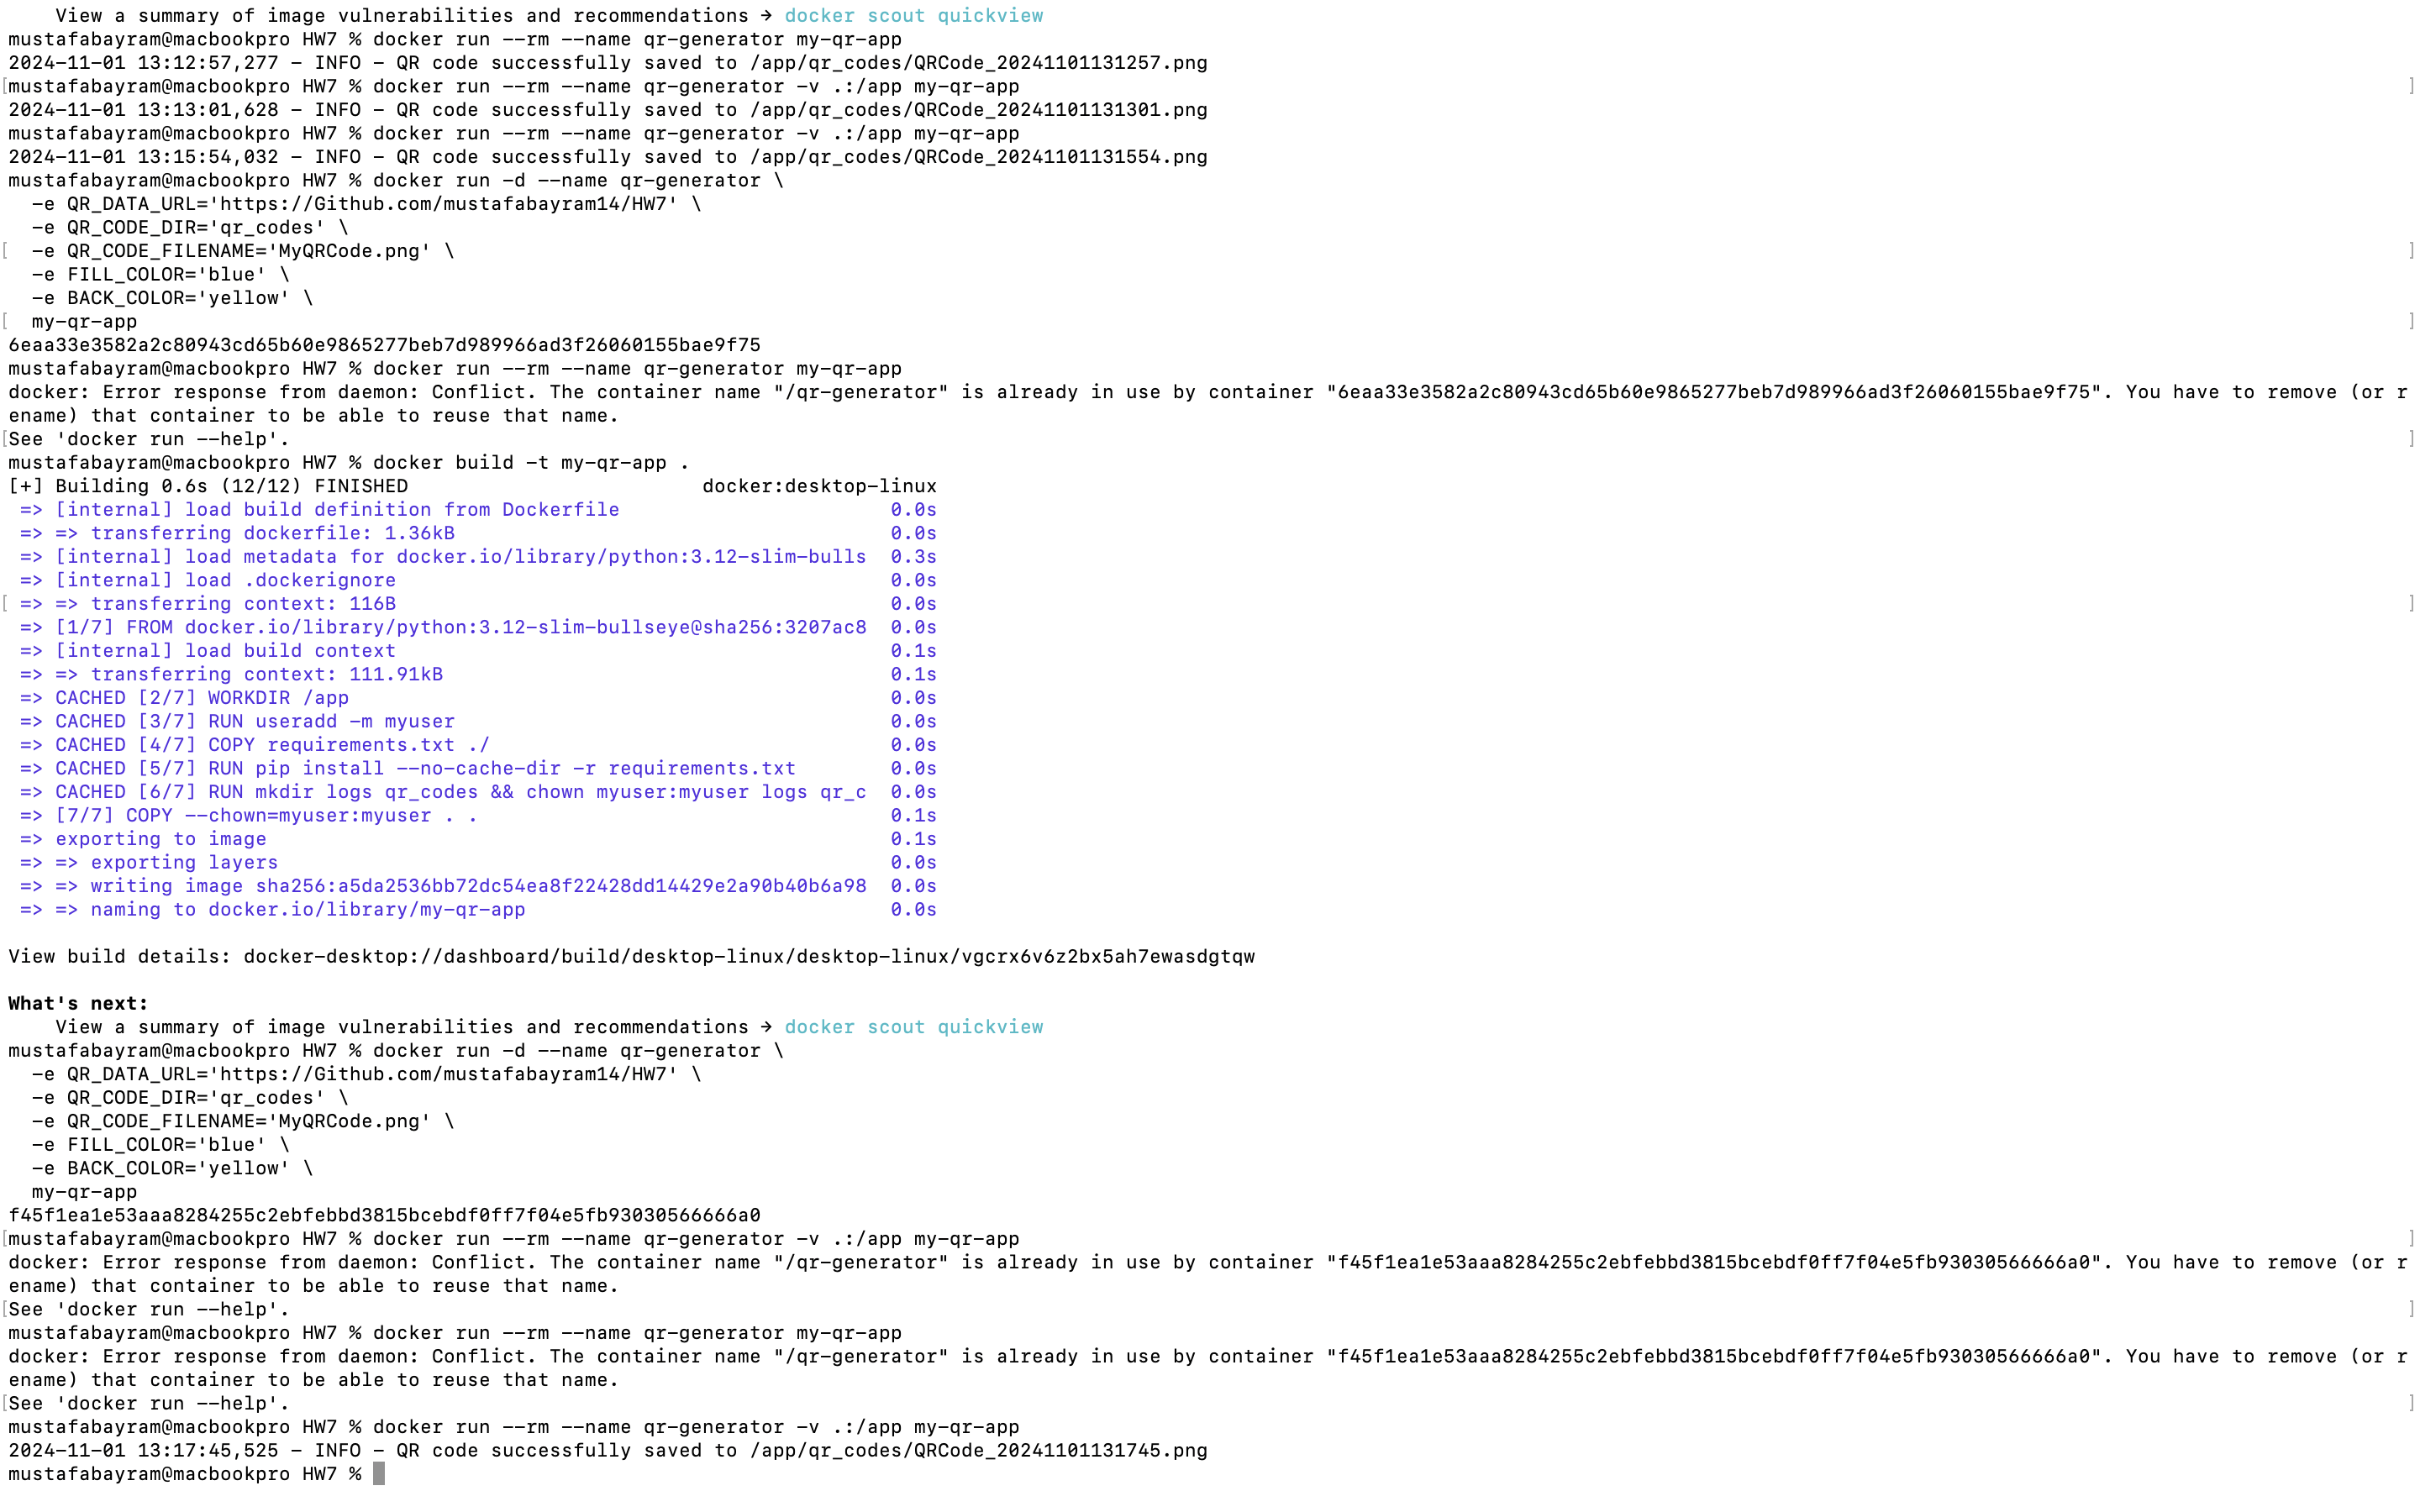 View a summary of image vulnerabilities and recommendations → docker scout quickview
mustafabayram@macbookpro HW7 % docker run --rm --name qr-generator my-qr-app
2024-11-01 13:12:57,277 - INFO - QR code successfully saved to /app/qr_codes/QRCode_20241101131257.png
[mustafabayram@macbookpro HW7 % docker run --rm --name qr-generator -v .:/app my-qr-app ]
2024-11-01 13:13:01,628 - INFO - QR code successfully saved to /app/qr_codes/QRCode_20241101131301.png
mustafabayram@macbookpro HW7 % docker run --rm --name qr-generator -v .:/app my-qr-app
2024-11-01 13:15:54,032 - INFO - QR code successfully saved to /app/qr_codes/QRCode_20241101131554.png
mustafabayram@macbookpro HW7 % docker run -d --name qr-generator \
  -e QR_DATA_URL='https://Github.com/mustafabayram14/HW7' \
  -e QR_CODE_DIR='qr_codes' \
[  -e QR_CODE_FILENAME='MyQRCode.png' \ ]
  -e FILL_COLOR='blue' \
  -e BACK_COLOR='yellow' \
[  my-qr-app ]
6eaa33e3582a2c80943cd65b60e9865277beb7d989966ad3f26060155bae9f75
mustafabayram@macbookpro HW7 % docker run --rm --name qr-generator my-qr-app
docker: Error response from daemon: Conflict. The container name "/qr-generator" is already in use by container "6eaa33e3582a2c80943cd65b60e9865277beb7d989966ad3f26060155bae9f75". You have to remove (or r
ename) that container to be able to reuse that name.
[See 'docker run --help'. ]
mustafabayram@macbookpro HW7 % docker build -t my-qr-app .
[+] Building 0.6s (12/12) FINISHED                         docker:desktop-linux
 => [internal] load build definition from Dockerfile                       0.0s
 => => transferring dockerfile: 1.36kB                                     0.0s
 => [internal] load metadata for docker.io/library/python:3.12-slim-bulls  0.3s
 => [internal] load .dockerignore                                          0.0s
[ => => transferring context: 116B                                          0.0s ]
 => [1/7] FROM docker.io/library/python:3.12-slim-bullseye@sha256:3207ac8  0.0s
 => [internal] load build context                                          0.1s
 => => transferring context: 111.91kB                                      0.1s
 => CACHED [2/7] WORKDIR /app                                              0.0s
 => CACHED [3/7] RUN useradd -m myuser                                     0.0s
 => CACHED [4/7] COPY requirements.txt ./                                  0.0s
 => CACHED [5/7] RUN pip install --no-cache-dir -r requirements.txt        0.0s
 => CACHED [6/7] RUN mkdir logs qr_codes && chown myuser:myuser logs qr_c  0.0s
 => [7/7] COPY --chown=myuser:myuser . .                                   0.1s
 => exporting to image                                                     0.1s
 => => exporting layers                                                    0.0s
 => => writing image sha256:a5da2536bb72dc54ea8f22428dd14429e2a90b40b6a98  0.0s
 => => naming to docker.io/library/my-qr-app                               0.0s
View build details: docker-desktop://dashboard/build/desktop-linux/desktop-linux/vgcrx6v6z2bx5ah7ewasdgtqw
What's next:
    View a summary of image vulnerabilities and recommendations → docker scout quickview
mustafabayram@macbookpro HW7 % docker run -d --name qr-generator \
  -e QR_DATA_URL='https://Github.com/mustafabayram14/HW7' \
  -e QR_CODE_DIR='qr_codes' \
  -e QR_CODE_FILENAME='MyQRCode.png' \
  -e FILL_COLOR='blue' \
  -e BACK_COLOR='yellow' \
  my-qr-app
f45f1ea1e53aaa8284255c2ebfebbd3815bcebdf0ff7f04e5fb93030566666a0
[mustafabayram@macbookpro HW7 % docker run --rm --name qr-generator -v .:/app my-qr-app ]
docker: Error response from daemon: Conflict. The container name "/qr-generator" is already in use by container "f45f1ea1e53aaa8284255c2ebfebbd3815bcebdf0ff7f04e5fb93030566666a0". You have to remove (or r
ename) that container to be able to reuse that name.
[See 'docker run --help'. ]
mustafabayram@macbookpro HW7 % docker run --rm --name qr-generator my-qr-app
docker: Error response from daemon: Conflict. The container name "/qr-generator" is already in use by container "f45f1ea1e53aaa8284255c2ebfebbd3815bcebdf0ff7f04e5fb93030566666a0". You have to remove (or r
ename) that container to be able to reuse that name.
[See 'docker run --help'. ]
mustafabayram@macbookpro HW7 % docker run --rm --name qr-generator -v .:/app my-qr-app
2024-11-01 13:17:45,525 - INFO - QR code successfully saved to /app/qr_codes/QRCode_20241101131745.png
mustafabayram@macbookpro HW7 %